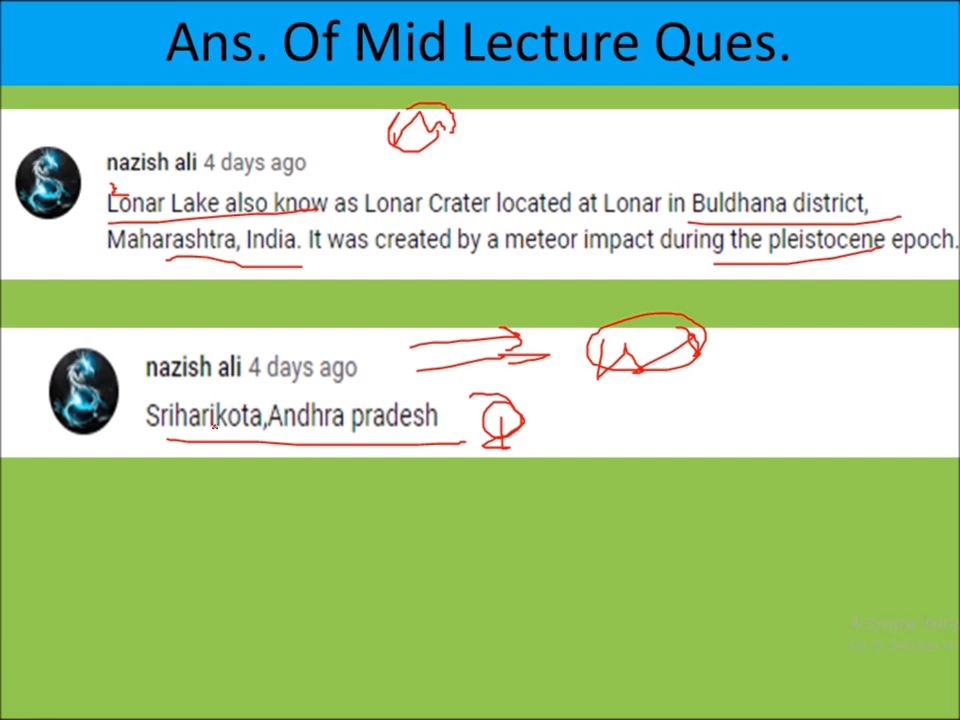 Ans. Of Mid Lecture Ques.
nazish ali 4 days ago
Lonar Lake also know as Lonar Crater located at Lonar in Buldhana district,
Maharashtra, India. It was created by a meteor impact during the pleistocene epoch.
nazish ali 4 days ago
Sriharikota,Andhra pradesh